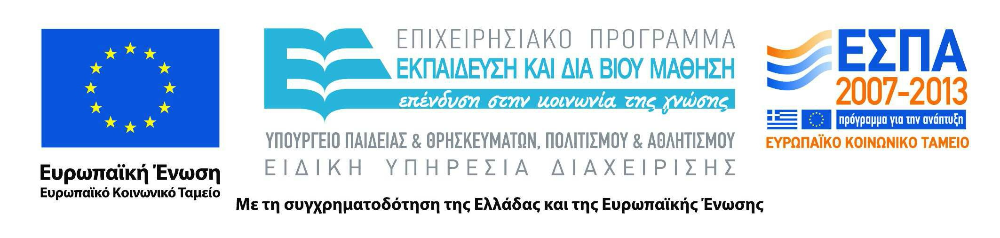 Ευρωπαϊκή Ένωση
Ευρωπαϊκό Κοινωνικό Ταμείο
ΕΠΙΧΕΙΡΗΣΙΑΚΟ ΠΡΟΓΡΑΜΜΑ
ΕΚΠΑΙΔΕΥΣΗ ΚΑΙ ΔΙΑ ΒΙΟΥ ΜΑΘΗΣΗ
επένδυση στην κοινωνία της γνώσης
ΥΠΟΥΡΓΕΙΟ ΠΑΙΔΕΙΑΣ & ΘΡΗΣΚΕΥΜΑΤΩΝ, ΠΟΛΙΤΙΣΜΟΥ & ΑΘΛΗΤΙΣΜΟΥ
ΕΙΔΙΚΗ ΥΠΗΡΕΣΙΑ ΔΙΑΧΕΙΡΙΣΗΣ
Με τη συγχρηματοδότηση της Ελλάδας και της Ευρωπαϊκής Ένωσης
ΕΣΠΑ
2007-2013
πρόγραμμα για την ανάπτυξη
ΕΥΡΩΠΑΪΚΟ ΚΟΙΝΩΝΙΚΟ ΤΑΜΕΙΟ